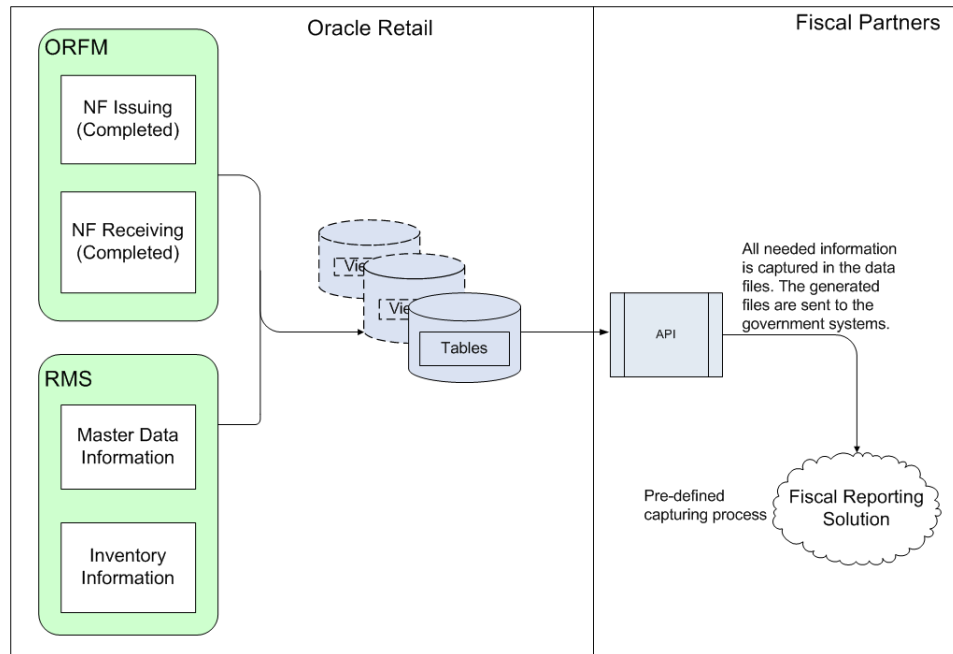 Oracle Retail
Fiscal Partners
ORFM
NF Issuing
(Completed)
NF Receiving
(Completed)
Vie
Vie
Tables
API
All needed information
is captured in the data
files. The generated
files are sent to the
government systems.
RMS
Master Data
Information
Inventory
Information
Pre-defined
capturing process
Fiscal Reporting
Solution